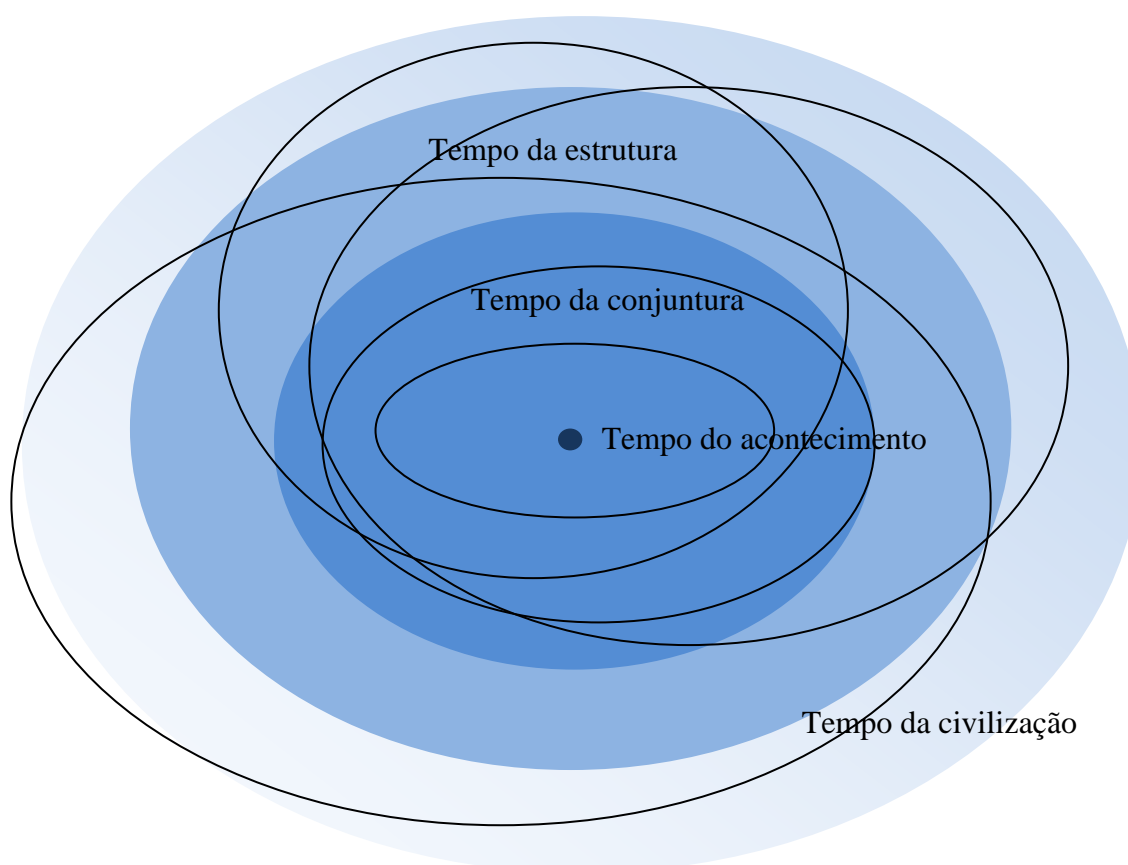 Tempo da estrutura
Tempo da conjuntura
Tempo do acontecimento
Tempo da civilização